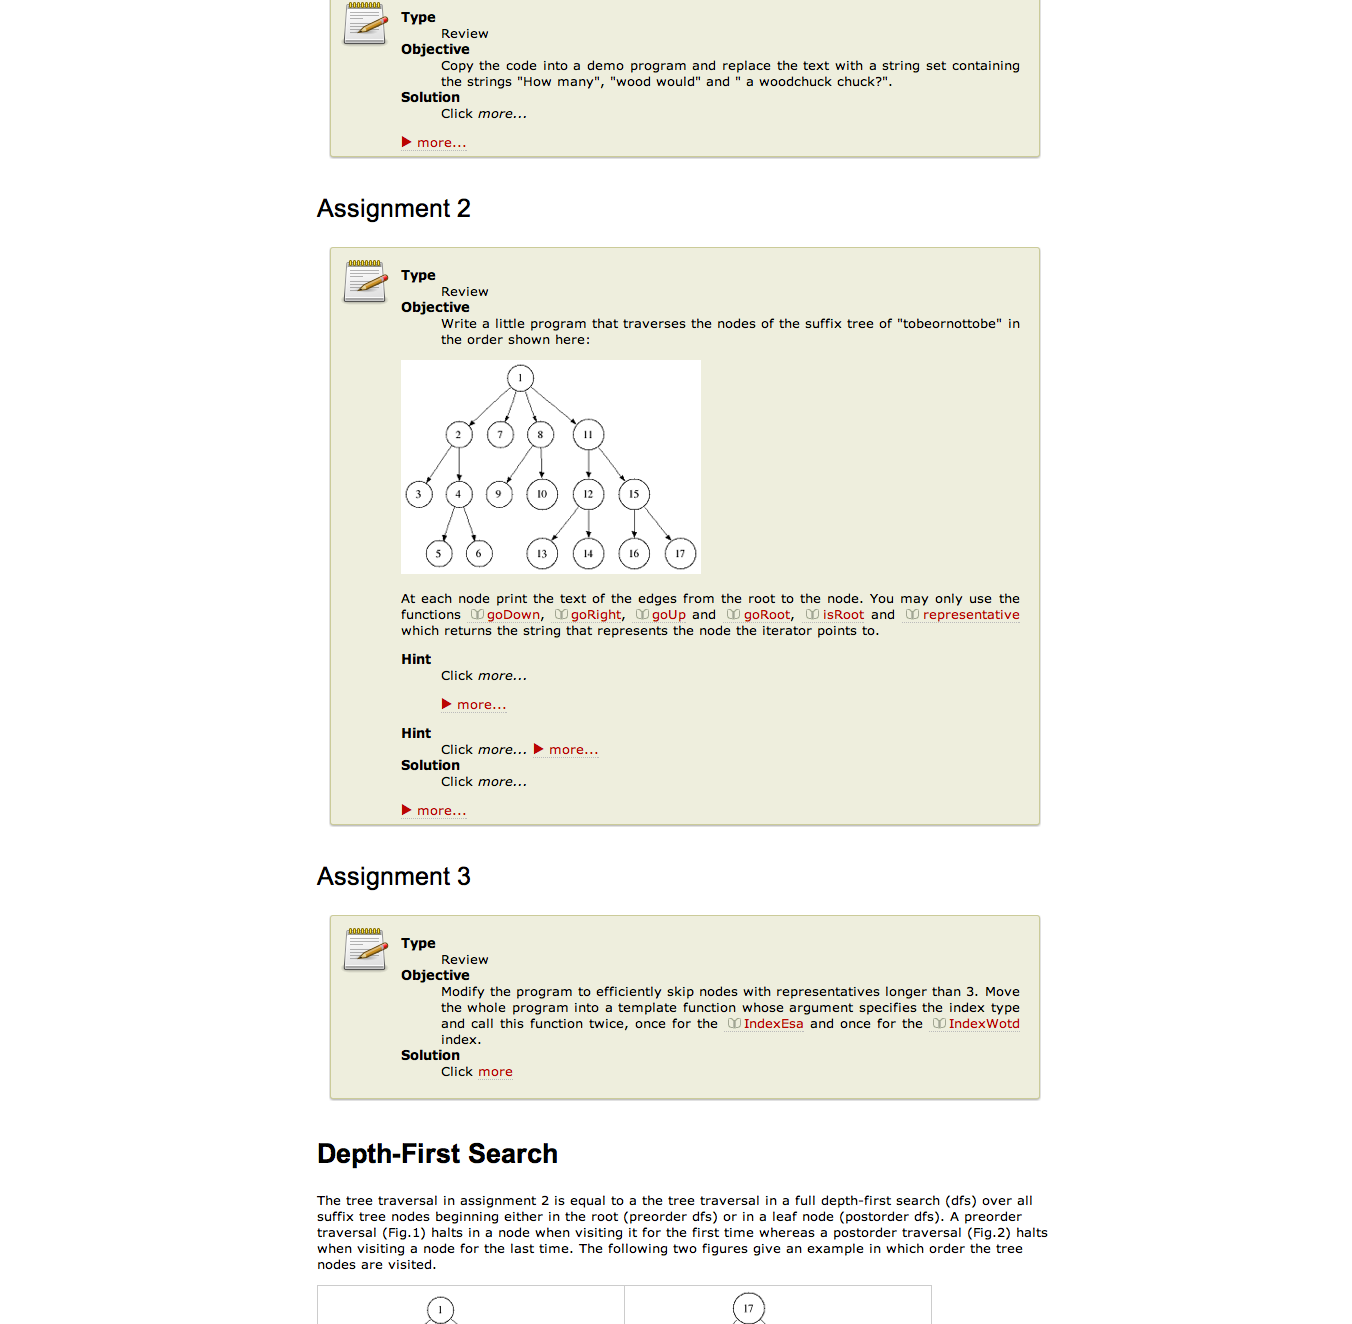 Type
Review
Objective
Copy the code into a demo program and replace the text with a string set containing
the strings "How many", "wood would" and " a woodchuck chuck?".
Solution
Click more...
more...
Assignment 2
Type
Review
Objective
Write a little program that traverses the nodes of the suffix tree of "tobeornottobe" in
the order shown here:
1
2 7 8 11
3 4 9 10 12 15
5 6 13 14 16 17
At each node print the text of the edges from the root to the node. You may only use the
functions goDown, goRight, goUp and goRoot, isRoot and representative
which returns the string that represents the node the iterator points to.
Hint
Click more...
more...
Hint
Click more... more...
Solution
Click more...
more...
Assignment 3
Type
Review
Objective
Modify the program to efficiently skip nodes with representatives longer than 3. Move
the whole program into a template function whose argument specifies the index type
and call this function twice, once for the IndexEsa and once for the IndexWotd
index.
Solution
Click more
Depth-First Search
The tree traversal in assignment 2 is equal to a the tree traversal in a full depth-first search (dfs) over all
suffix tree nodes beginning either in the root (preorder dfs) or in a leaf node (postorder dfs). A preorder
traversal (Fig.1) halts in a node when visiting it for the first time whereas a postorder traversal (Fig.2) halts
when visiting a node for the last time. The following two figures give an example in which order the tree
nodes are visited.
1 17